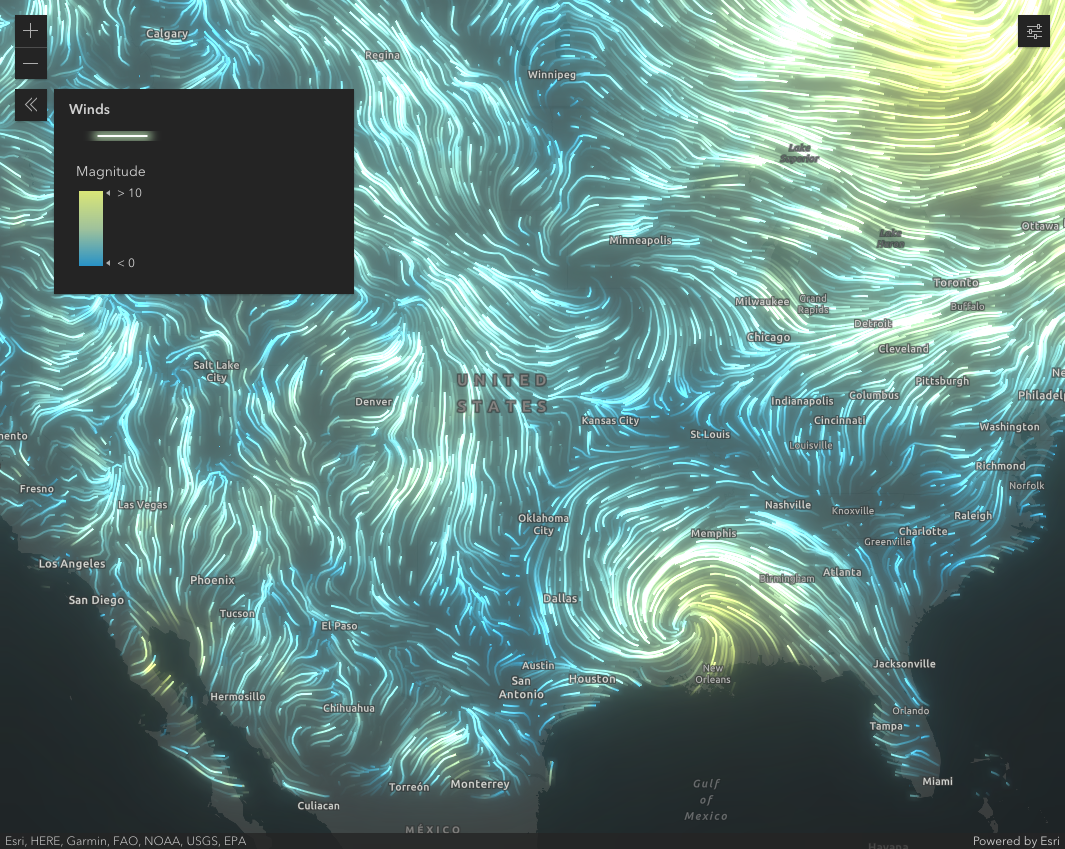 Calgary
Regina
Winnipeg
Winds
Magnitude
> 10
< 0
Lake
Superior
Minneapolis
Lake
Huron
Ottawa
Toronto
Milwaukee
Grand
Rapids
Buffalo
Detroit
Chicago
Cleveland
Salt Lake
City
UNITED
STATES
Denver
Pittsburgh
Ne
Indianapolis
Columbus
Philadelp
Kansas City
Cincinnati
Washington
mento
St Louis
Louisville
Richmond
Fresno
Norfolk
Las Vegas
Nashville
Knoxville
Oklahoma
City
Raleigh
Memphis
Charlotte
Greenville
Los Angeles
Phoenix
Birmingham
Atlanta
San Diego
Dallas
Tucson
El Paso
Austin
Jacksonville
New
Orleans
Houston
San
Antonio
Hermosillo
Chihuahua
Orlando
Tampa
Torreón
Monterrey
Miami
Gulf
of
Mexico
Culiacan
MÉXICO
Esri, HERE, Garmin, FAO, NOAA, USGS, EPA
Powered by Esri
Havana